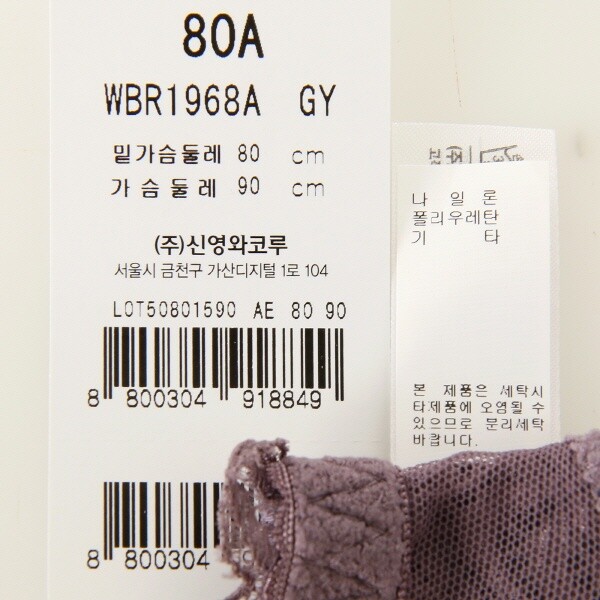 80A
WBR1968A GY
밑가슴둘레 80 cm
가슴둘레 90 cm
(주)신영와코루
서울시 금천구 가산디지털 1로 104
LOT50801590 AE 80 90
8 800304 918849
8 800304
나 일 론
폴리우레탄
기 타
본 제품은 세탁시
타제품에 오염될 수
있으므로 분리세탁
바랍니다.